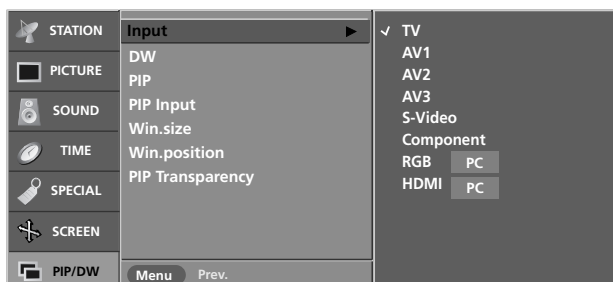 STATION
PICTURE
SOUND
TIME
SPECIAL
SCREEN
PIP/DW
Input
DW
PIP
PIP Input
Win.size
Win.position
PIP Transparency
Menu Prev.
TV
AV1
AV2
AV3
S-Video
Component
RGB PC
HDMI PC